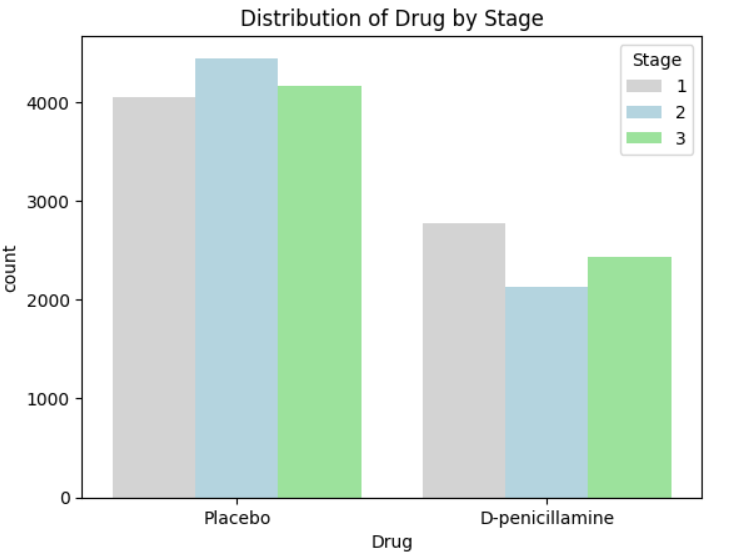 Distribution of Drug by Stage
Stage
1
2
3
4000
3000
2000
1000
0
count
Placebo
D-penicillamine
Drug